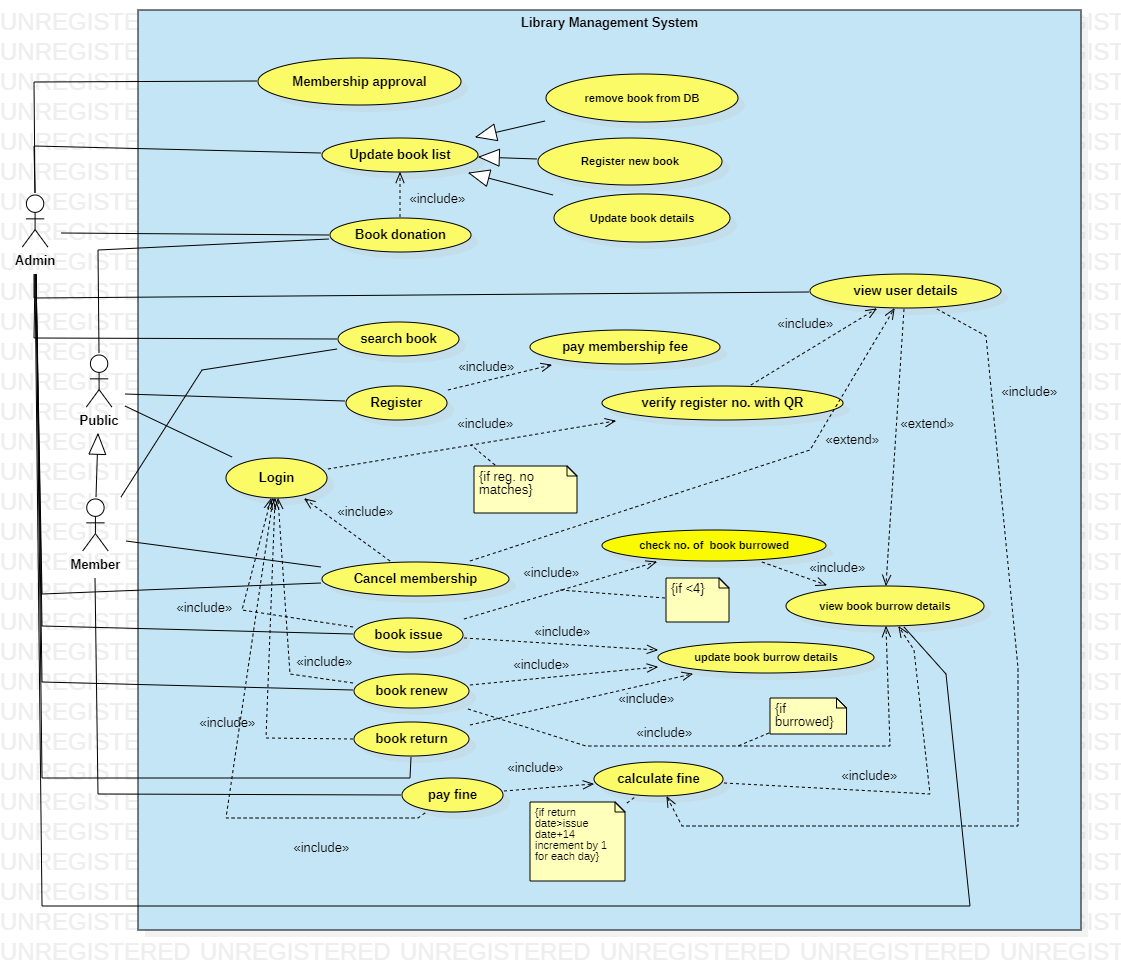 Library Management System
Membership approval
remove book from DB
Update book list
Register new book
«include»
Update book details
Book donation
Admin
view user details
«include»
search book
pay membership fee
«include»
«include»
Register
verify register no. with QR
Public
«include»
«extend»
«extend»
Login
{if reg. no
matches}
«include»
check no. of  book burrowed
Member
Cancel membership
«include»
«include»
{if <4}
«include»
view book burrow details
book issue
«include»
update book burrow details
«include»
«include»
book renew
«include»
{if
burrowed}
«include»
«include»
book return
«include»
calculate fine
«include»
pay fine
{if return
date>issue
date+14
increment by 1
for each day}
«include»
UNREGISTERED UNREGISTERED UNREGISTERED UNREGISTERED UNREGISTERED UNREGIST